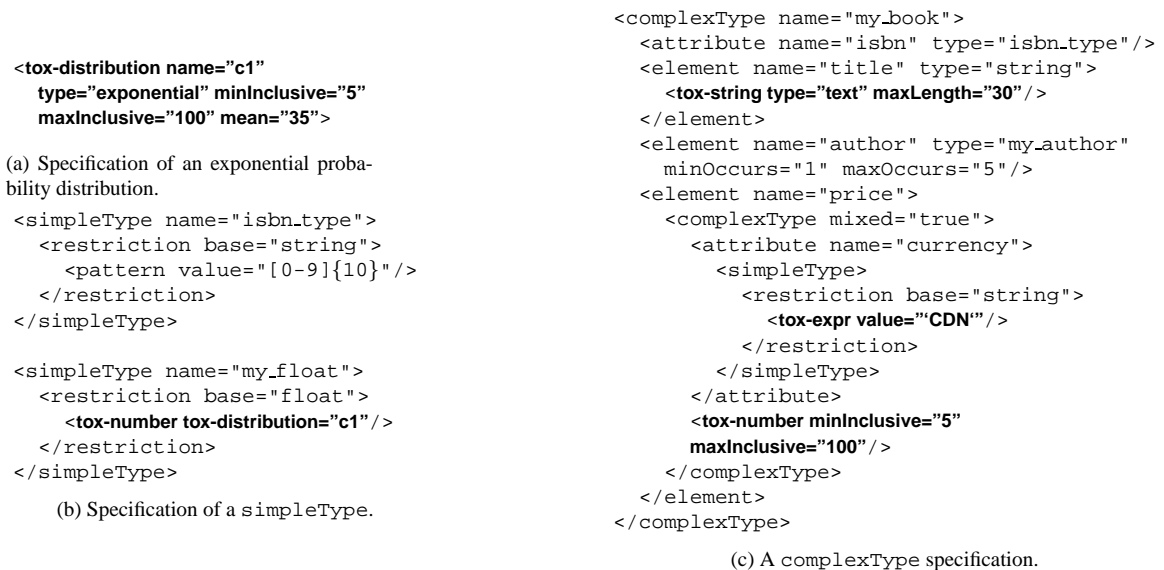 <tox-distribution name=”c1”
type=”exponential” minInclusive=”5”
maxInclusive=”100” mean=”35”>
(a) Specification of an exponential proba-
bility distribution.
<simpleType name="isbn_type">
<restriction base="string">
<pattern value="[0-9]{10}"/>
</restriction>
</simpleType>
<simpleType name="my_float">
<restriction base="float">
<tox-number tox-distribution=”c1”/>
</restriction>
</simpleType>
(b) Specification of a simpleType.
<complexType name="my_book">
<attribute name="isbn" type="isbn_type"/>
<element name="title" type="string">
<tox-string type=”text” maxLength=”30”/>
</element>
<element name="author" type="my_author"
minOccurs="1" maxOccurs="5"/>
<element name="price">
<complexType mixed="true">
<attribute name="currency">
<simpleType>
<restriction base="string">
<tox-expr value=”‘CDN‘”/>
</restriction>
</simpleType>
</attribute>
<tox-number minInclusive=”5”
maxInclusive=”100”/>
</complexType>
</element>
</complexType>
(c) A complexType specification.